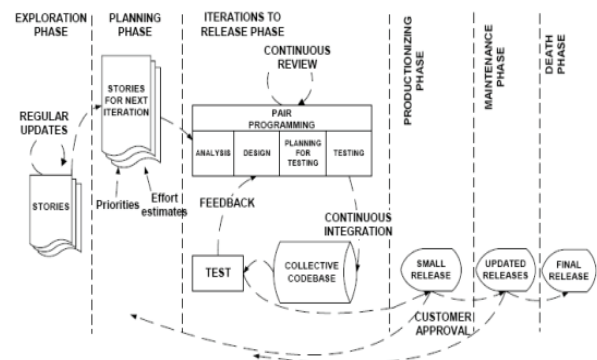 EXPLORATION
PHASE
PLANNING
PHASE
ITERATIONS TO
RELEASE PHASE
PRODUCTIONIZING
PHASE
MAINTENANCE
PHASE
DEATH
PHASE
CONTINUOUS
REVIEW
REGULAR
UPDATES
STORIES
STORIES
FOR NEXT
ITERATION
Priorities
Effort
estimates
PAIR
PROGRAMMING
ANALYSIS
DESIGN
PLANNING
FOR
TESTING
TESTING
FEEDBACK
CONTINUOUS
INTEGRATION
TEST
COLLECTIVE
CODEBASE
SMALL
RELEASE
UPDATED
RELEASES
FINAL
RELEASE
CUSTOMER
APPROVAL